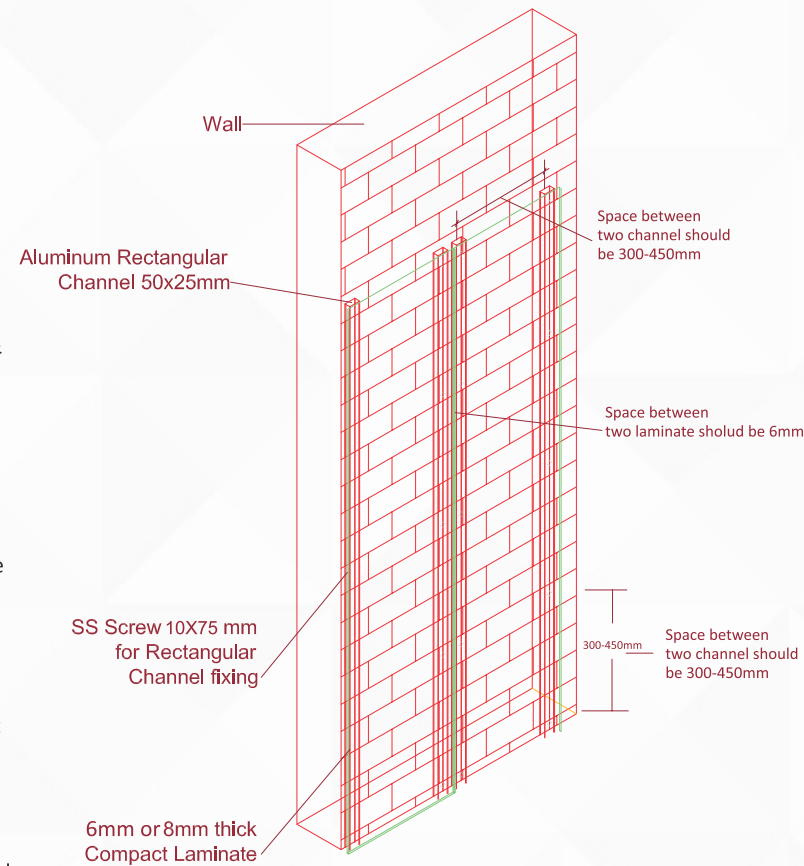 Wall
Aluminum Rectangular
Channel 50x25mm
Space between
two channel should
be 300-450mm
Space between
two laminate sholud be 6mm
SS Screw 10X75 mm
for Rectangular
Channel fixing
300-450mm
Space between
two channel should
be 300-450mm
6mm or 8mm thick
Compact Laminate